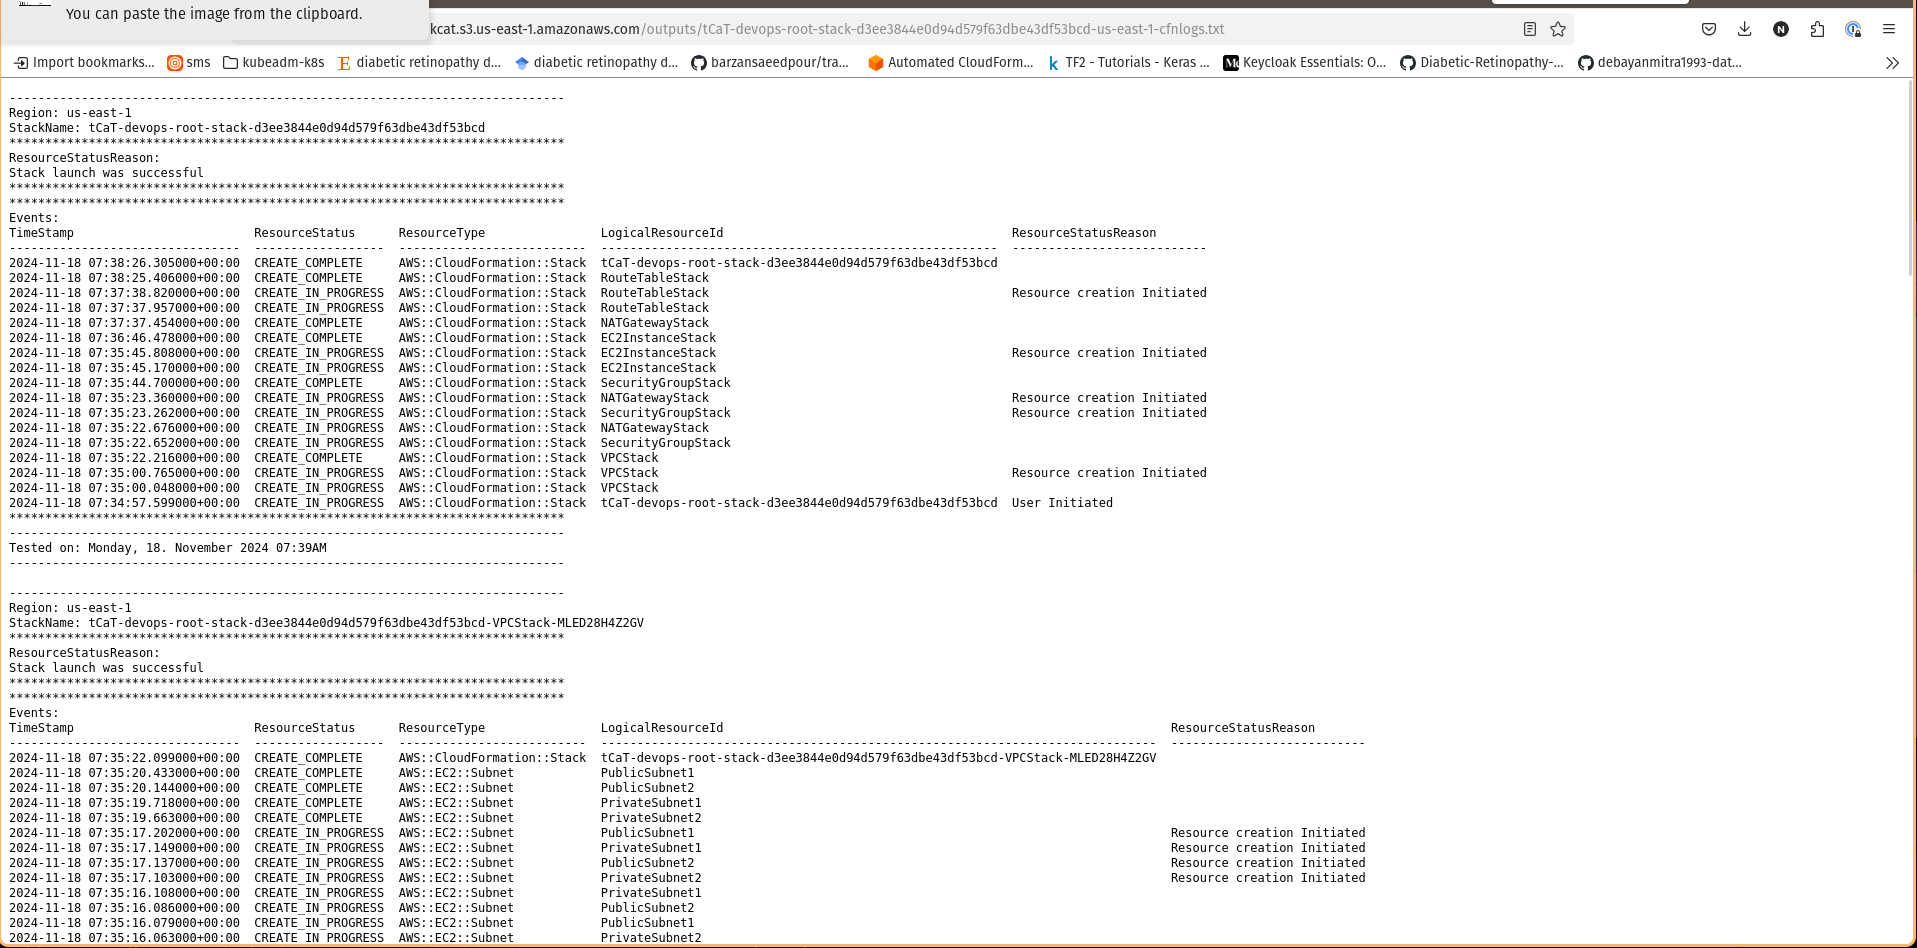 You can paste the image from the clipboard.
kcat.s3.us-east-1.amazonaws.com/outputs/tCaT-devops-root-stack-d3ee3844e0d94d579f63dbe43df53bcd-us-east-1-cfnlogs.txt
N
Import bookmarks... sms kubeadm-k8s diabetic retinopathy d... diabetic retinopathy d... barzansaeedpour/tra... Automated CloudForm... TF2 - Tutorials - Keras ... Keycloak Essentials: O... Diabetic-Retinopathy-... debayanmitra1993-dat...
-----------------------------------------------------------------------------
Region: us-east-1
StackName: tCaT-devops-root-stack-d3ee3844e0d94d579f63dbe43df53bcd
*****************************************************************************
ResourceStatusReason:
Stack launch was successful
*****************************************************************************
*****************************************************************************
Events:
TimeStamp ResourceStatus ResourceType LogicalResourceId ResourceStatusReason
-------------------------------- ------------------ -------------------------- ------------------------------------------------------- ---------------------------
2024-11-18 07:38:26.305000+00:00 CREATE_COMPLETE AWS::CloudFormation::Stack tCaT-devops-root-stack-d3ee3844e0d94d579f63dbe43df53bcd
2024-11-18 07:38:25.406000+00:00 CREATE_COMPLETE AWS::CloudFormation::Stack RouteTableStack
2024-11-18 07:37:38.820000+00:00 CREATE_IN_PROGRESS AWS::CloudFormation::Stack RouteTableStack Resource creation Initiated
2024-11-18 07:37:37.957000+00:00 CREATE_IN_PROGRESS AWS::CloudFormation::Stack RouteTableStack
2024-11-18 07:37:37.454000+00:00 CREATE_COMPLETE AWS::CloudFormation::Stack NATGatewayStack
2024-11-18 07:36:46.478000+00:00 CREATE_COMPLETE AWS::CloudFormation::Stack EC2InstanceStack
2024-11-18 07:35:45.808000+00:00 CREATE_IN_PROGRESS AWS::CloudFormation::Stack EC2InstanceStack Resource creation Initiated
2024-11-18 07:35:45.170000+00:00 CREATE_IN_PROGRESS AWS::CloudFormation::Stack EC2InstanceStack
2024-11-18 07:35:44.700000+00:00 CREATE_COMPLETE AWS::CloudFormation::Stack SecurityGroupStack
2024-11-18 07:35:23.360000+00:00 CREATE_IN_PROGRESS AWS::CloudFormation::Stack NATGatewayStack Resource creation Initiated
2024-11-18 07:35:23.262000+00:00 CREATE_IN_PROGRESS AWS::CloudFormation::Stack SecurityGroupStack Resource creation Initiated
2024-11-18 07:35:22.676000+00:00 CREATE_IN_PROGRESS AWS::CloudFormation::Stack NATGatewayStack
2024-11-18 07:35:22.652000+00:00 CREATE_IN_PROGRESS AWS::CloudFormation::Stack SecurityGroupStack
2024-11-18 07:35:22.216000+00:00 CREATE_COMPLETE AWS::CloudFormation::Stack VPCStack
2024-11-18 07:35:00.765000+00:00 CREATE_IN_PROGRESS AWS::CloudFormation::Stack VPCStack Resource creation Initiated
2024-11-18 07:35:00.048000+00:00 CREATE_IN_PROGRESS AWS::CloudFormation::Stack VPCStack
2024-11-18 07:34:57.599000+00:00 CREATE_IN_PROGRESS AWS::CloudFormation::Stack tCaT-devops-root-stack-d3ee3844e0d94d579f63dbe43df53bcd User Initiated
*****************************************************************************
-----------------------------------------------------------------------------
Tested on: Monday, 18. November 2024 07:39AM
-----------------------------------------------------------------------------
-----------------------------------------------------------------------------
Region: us-east-1
StackName: tCaT-devops-root-stack-d3ee3844e0d94d579f63dbe43df53bcd-VPCStack-MLED28H4Z2GV
*****************************************************************************
ResourceStatusReason:
Stack launch was successful
*****************************************************************************
*****************************************************************************
Events:
TimeStamp ResourceStatus ResourceType LogicalResourceId ResourceStatusReason
-------------------------------- ------------------ -------------------------- ----------------------------------------------------------------------------- ---------------------------
2024-11-18 07:35:22.099000+00:00 CREATE_COMPLETE AWS::CloudFormation::Stack tCaT-devops-root-stack-d3ee3844e0d94d579f63dbe43df53bcd-VPCStack-MLED28H4Z2GV
2024-11-18 07:35:20.433000+00:00 CREATE_COMPLETE AWS::EC2::Subnet PublicSubnet1
2024-11-18 07:35:20.144000+00:00 CREATE_COMPLETE AWS::EC2::Subnet PublicSubnet2
2024-11-18 07:35:19.718000+00:00 CREATE_COMPLETE AWS::EC2::Subnet PrivateSubnet1
2024-11-18 07:35:19.663000+00:00 CREATE_COMPLETE AWS::EC2::Subnet PrivateSubnet2
2024-11-18 07:35:17.202000+00:00 CREATE_IN_PROGRESS AWS::EC2::Subnet PublicSubnet1 Resource creation Initiated
2024-11-18 07:35:17.149000+00:00 CREATE_IN_PROGRESS AWS::EC2::Subnet PrivateSubnet1 Resource creation Initiated
2024-11-18 07:35:17.137000+00:00 CREATE_IN_PROGRESS AWS::EC2::Subnet PublicSubnet2 Resource creation Initiated
2024-11-18 07:35:17.103000+00:00 CREATE_IN_PROGRESS AWS::EC2::Subnet PrivateSubnet2 Resource creation Initiated
2024-11-18 07:35:16.108000+00:00 CREATE_IN_PROGRESS AWS::EC2::Subnet PrivateSubnet1
2024-11-18 07:35:16.086000+00:00 CREATE_IN_PROGRESS AWS::EC2::Subnet PublicSubnet2
2024-11-18 07:35:16.079000+00:00 CREATE_IN_PROGRESS AWS::EC2::Subnet PublicSubnet1
2024-11-18 07:35:16.063000+00:00 CREATE_IN_PROGRESS AWS::EC2::Subnet PrivateSubnet2